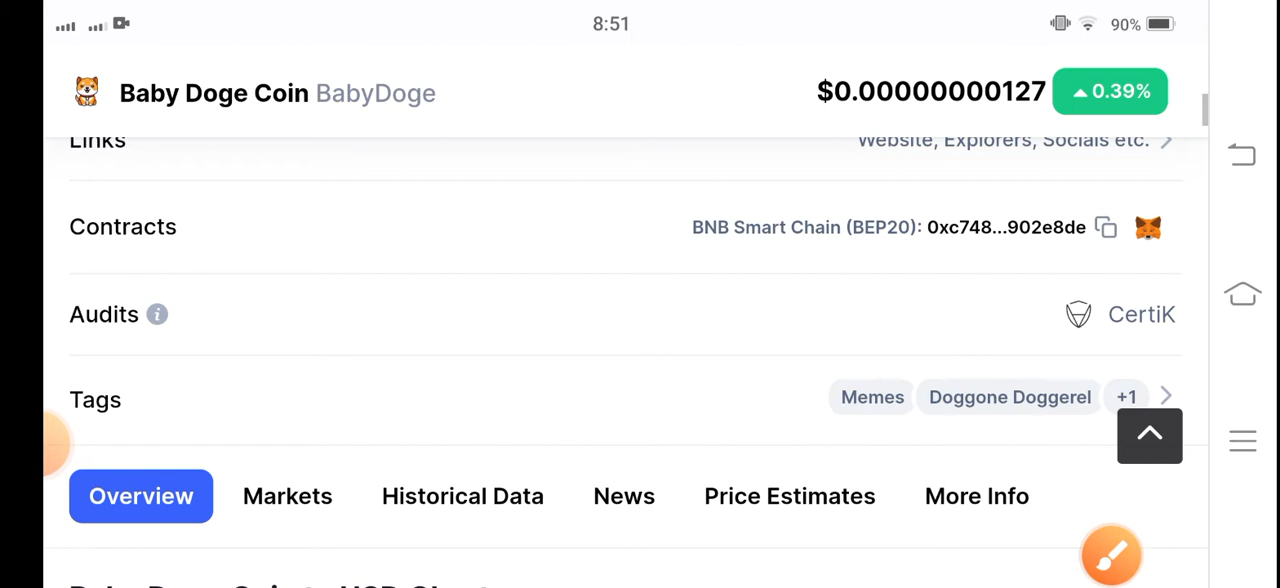 8:51
90%
Baby Doge Coin BabyDoge
$0.00000000127 0.39%
Links Website, Explorers, Socials etc.
Contracts BNB Smart Chain (BEP20): 0xc748...902e8de
Audits CertiK
Tags Memes Doggone Doggerel +1
Overview Markets Historical Data News Price Estimates More Info